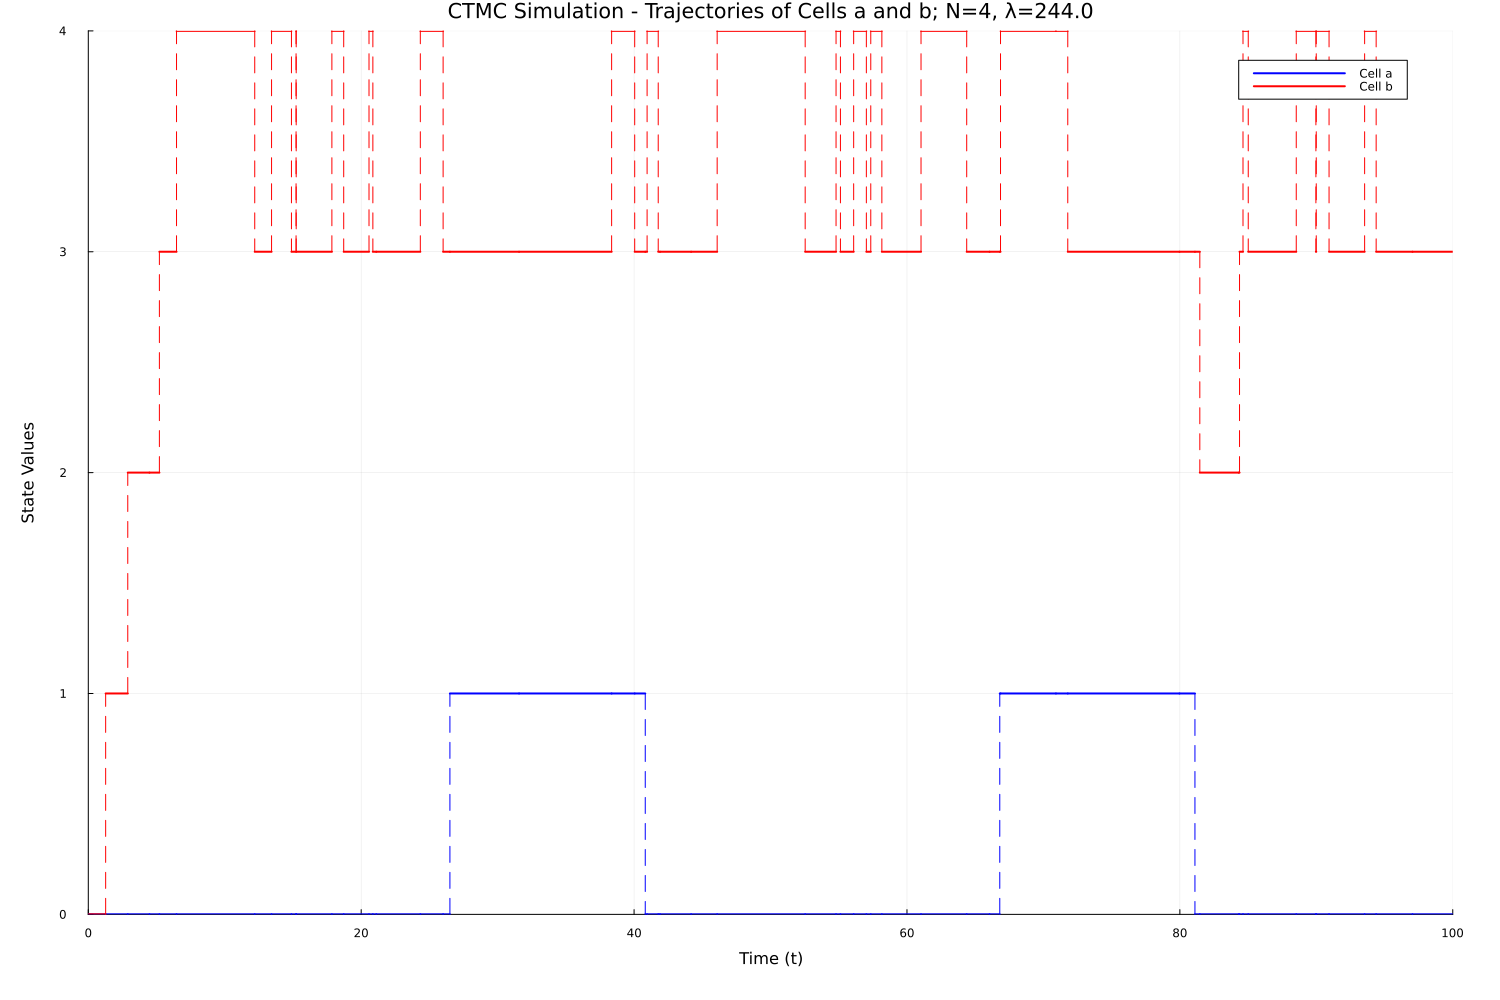 CTMC Simulation - Trajectories of Cells a and b; N=4, λ=244.0
4
Cell a
Cell b
3
State Values
2
1
0
0 20 40 60 80 100
Time (t)